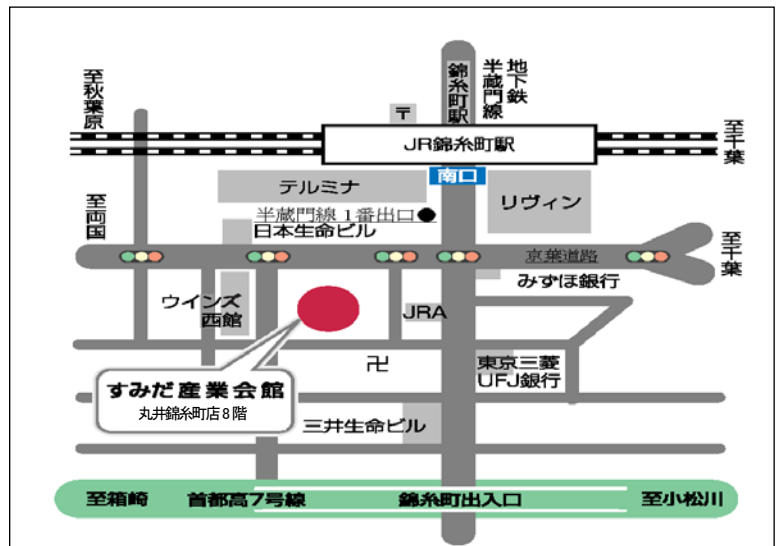 至秋葉原
錦糸町駅
地下鉄
半蔵門線
〒
JR錦糸町駅
至千葉
南口
テルミナ
リヴィン
至両国
半蔵門線1番出口●
日本生命ビル
京葉道路
至千葉
みずほ銀行
ウインズ
西館
JRA
卍
東京三菱
UFJ銀行
すみだ産業会館
丸井錦糸町店8階
三井生命ビル
至箱崎
首都高7号線
錦糸町出入口
至小松川